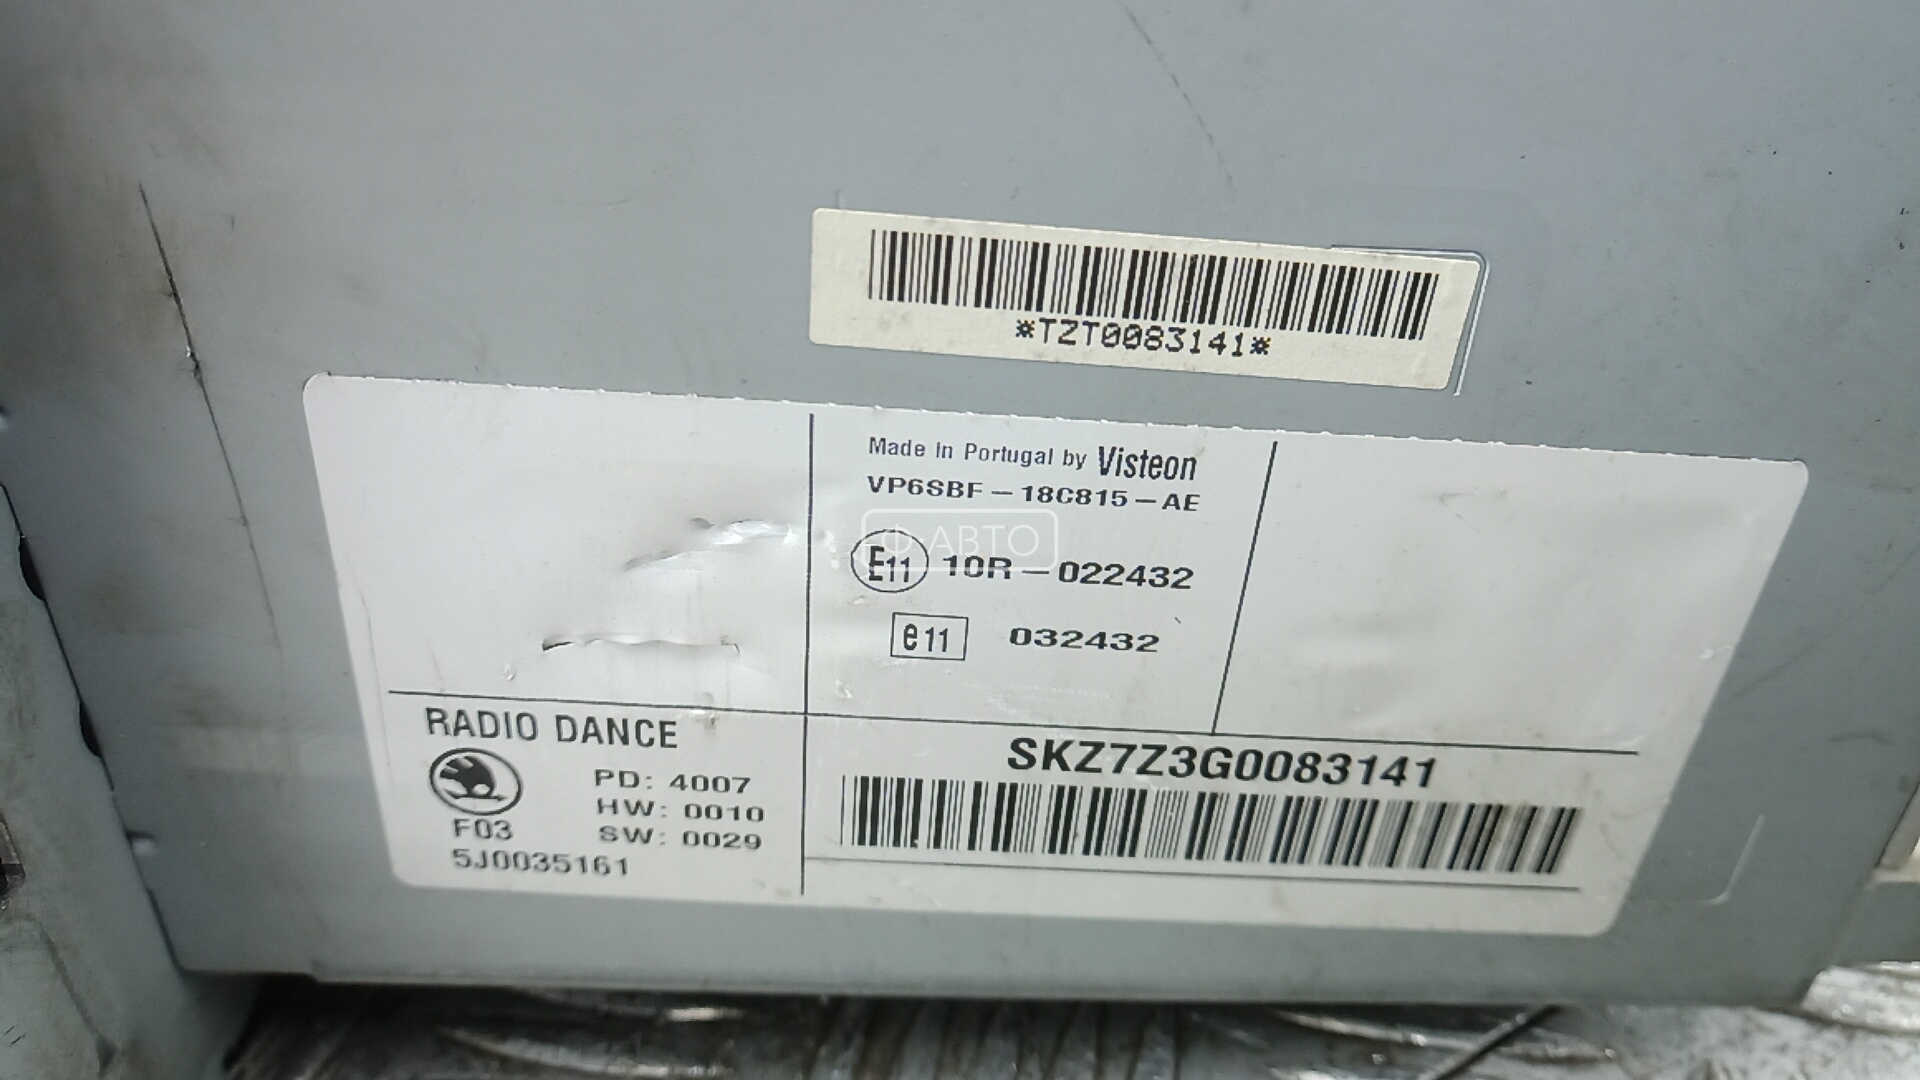 *TZT0083141*
Made in Portugal by Visteon
VP6SBF - 18C815 - AE
Ф АВТО
E11 10R - 022432
e11 032432
RADIO DANCE
PD: 4007
HW: 0010
F03 SW: 0029
5J0035161
SKZ7Z3G0083141